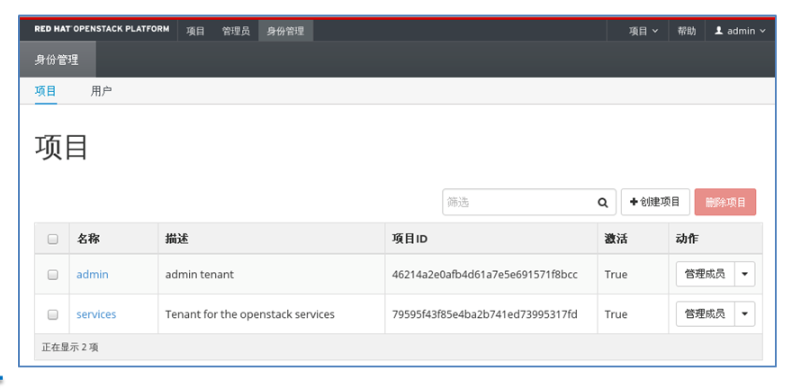 RED HAT OPENSTACK PLATFORM 项目 管理员 身份管理 项目 帮助 admin
身份管理
项目 用户
项目
筛选 创建项目 删除项目
名称 描述 项目ID 激活 动作
admin admin tenant 46214a2e0afb4d61a7e5e691571f8bcc True 管理成员
services Tenant for the openstack services 79595f43f85e4ba2b741ed73995317fd True 管理成员
正在显示 2 项